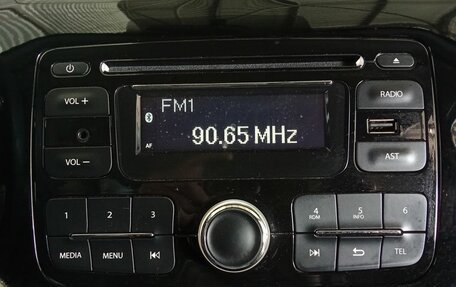 VOL +
RADIO
FM1
90.65 MHz
AF
VOL −
AST
1 2 3
4 RDM 5 INFO 6
MEDIA MENU TEL